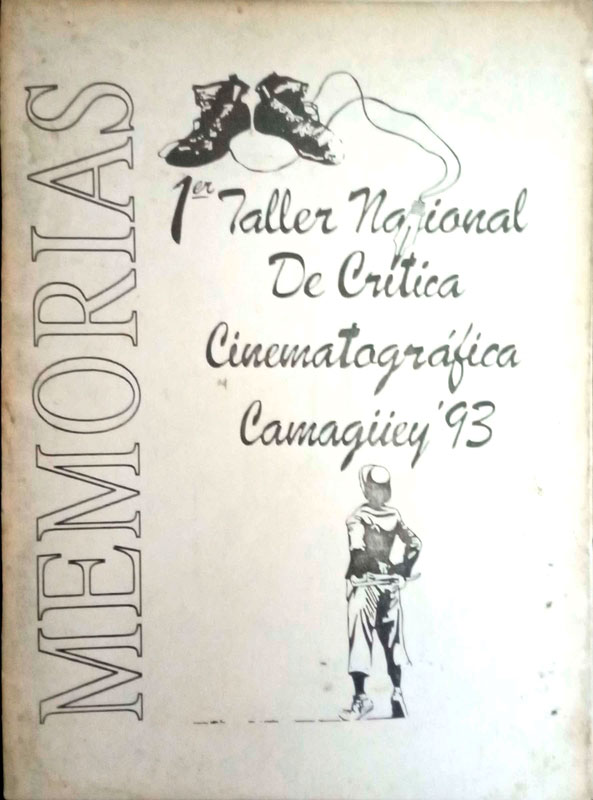 MEMORIAS
1er Taller Nacional
De Crítica
Cinematográfica
Camagüey'93